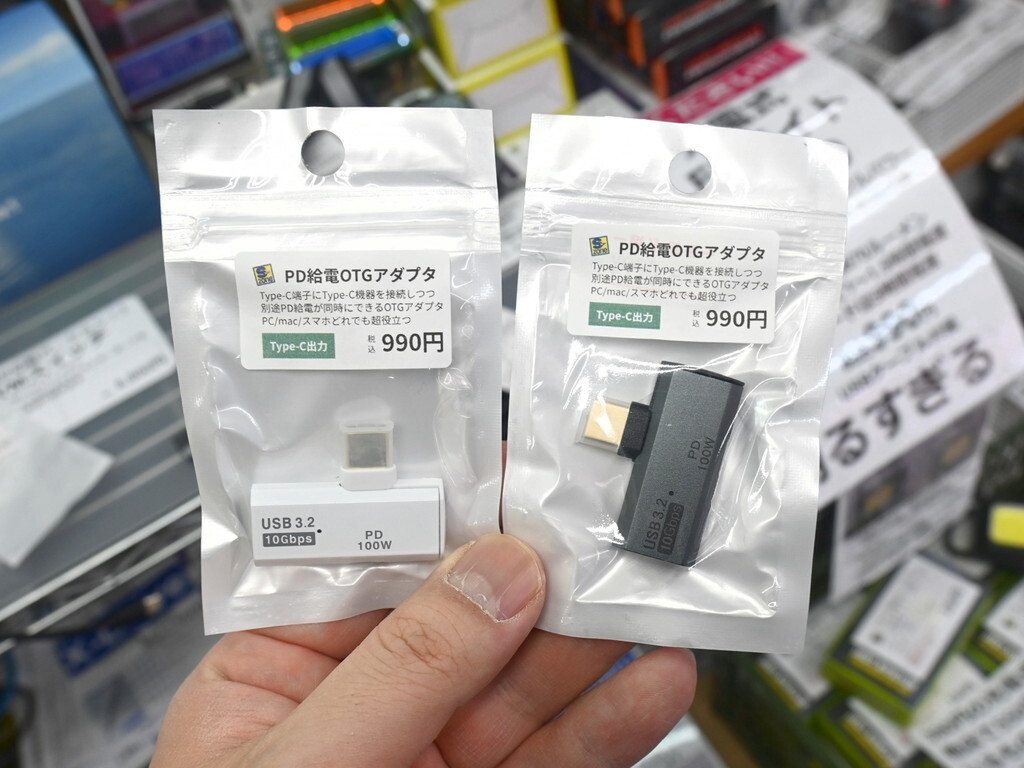 PD給電OTGアダプタ
Type-C端子にType-C機器を接続しつつ
別途PD給電が同時にできるOTGアダプタ
PC/mac/スマホどれでも超役立つ
Type-C出力
税込
990円
USB 3.2
10Gbps
PD
100W
PD給電OTGアダプタ
Type-C端子にType-C機器を接続しつつ
別途PD給電が同時にできるOTGアダプタ
PC/mac/スマホどれでも超役立つ
Type-C出力
税込
990円
PD
100W
USB 3.2
10Gbps
るすぎる